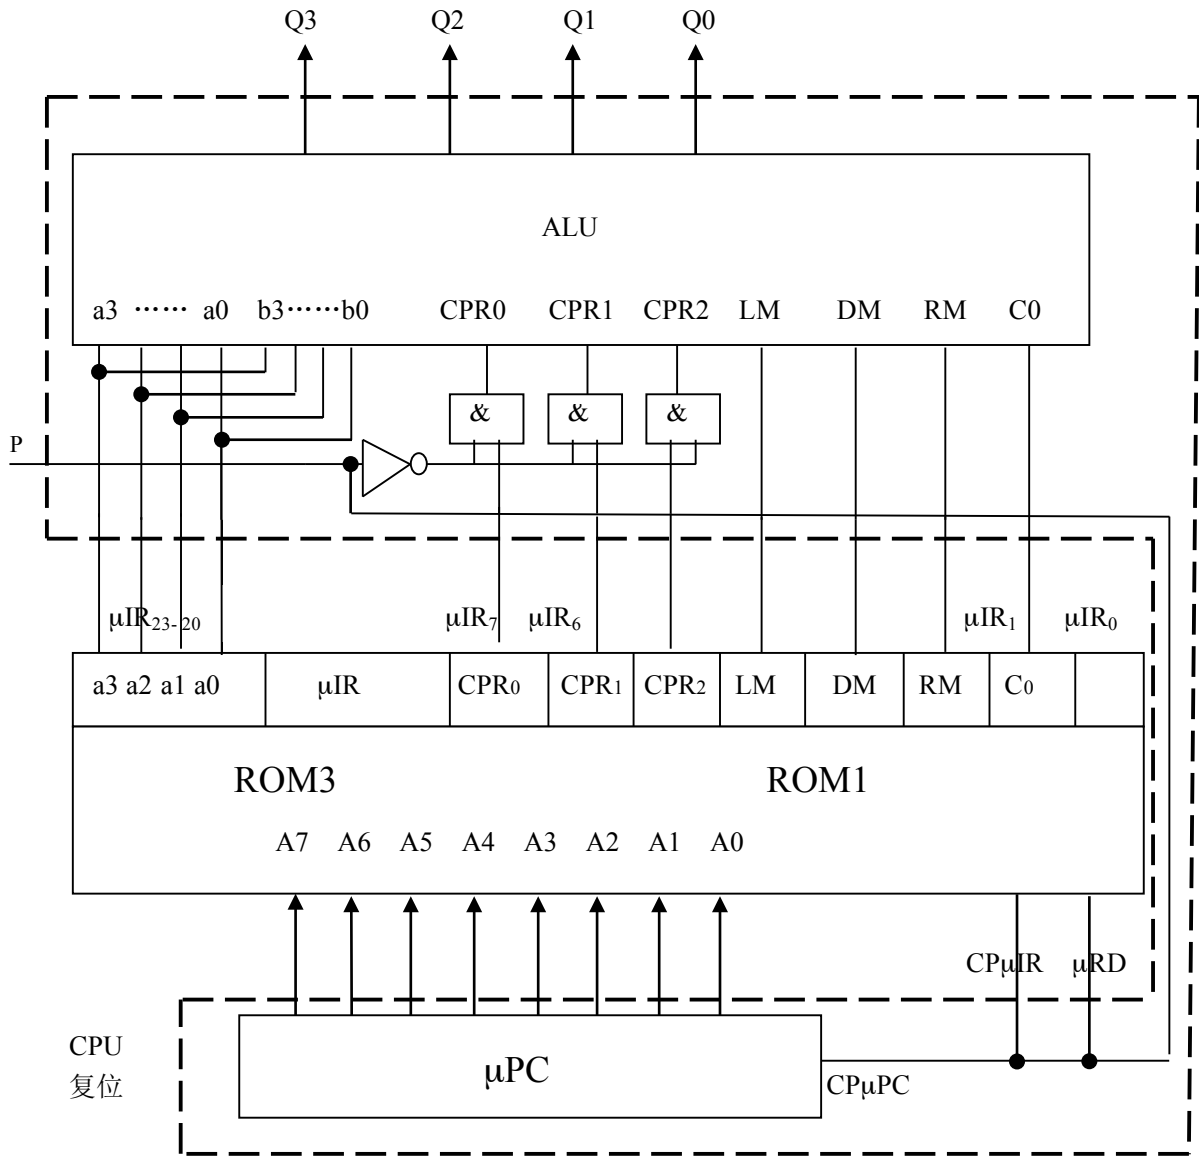 Q3 Q2 Q1 Q0
ALU
a3 …… a0 b3……b0 CPR0 CPR1 CPR2 LM DM RM C0
& & &
P
μIR23-20 μIR7 μIR6 μIR1 μIR0
a3 a2 a1 a0 μIR CPR0 CPR1 CPR2 LM DM RM C0
ROM3 ROM1
A7 A6 A5 A4 A3 A2 A1 A0
CPμIR μRD
CPU
复位
μPC
CPμPC